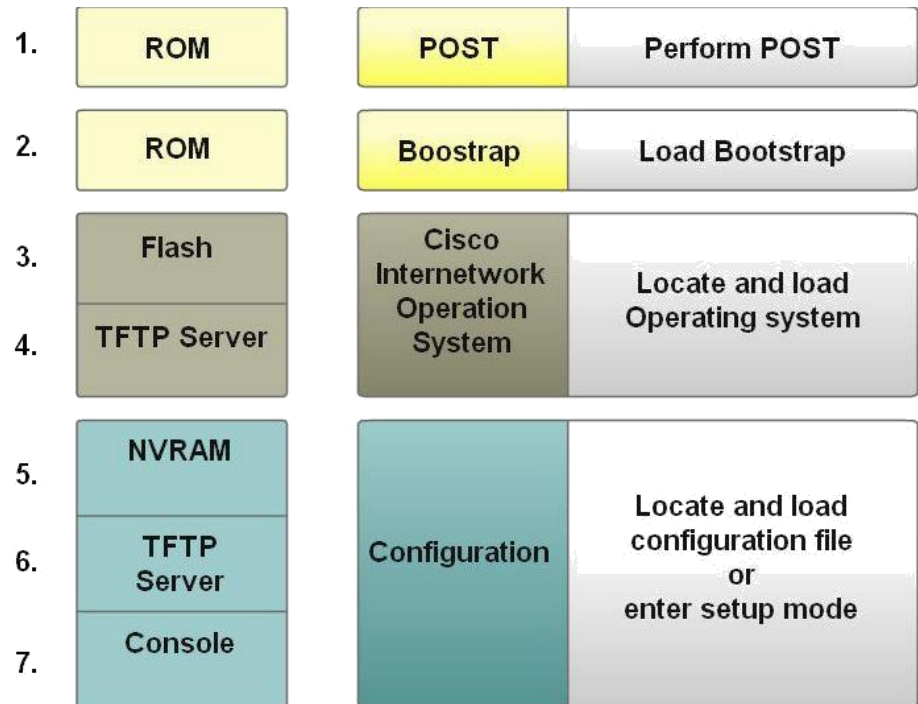 1.
ROM
POST
Perform POST
2.
ROM
Boostrap
Load Bootstrap
3.
Flash
4.
TFTP Server
Cisco
Internetwork
Operation
System
Locate and load
Operating system
5.
NVRAM
6.
TFTP
Server
7.
Console
Configuration
Locate and load
configuration file
or
enter setup mode